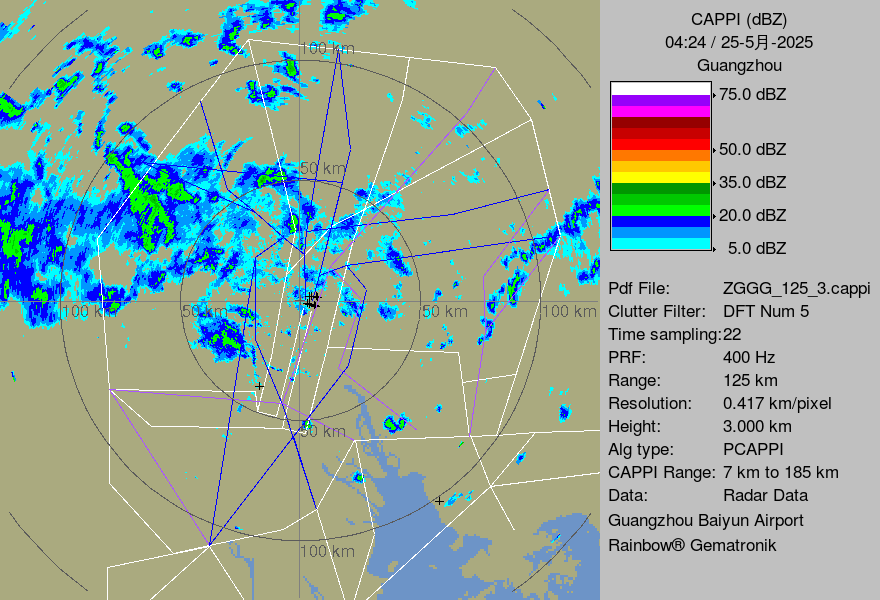 100 km
50 km
100 km
50 km
50 km
100 km
50 km
100 km
CAPPI (dBZ)
04:24 / 25-5月-2025
Guangzhou
75.0 dBZ
50.0 dBZ
35.0 dBZ
20.0 dBZ
5.0 dBZ
Pdf File: ZGGG_125_3.cappi
Clutter Filter: DFT Num 5
Time sampling:22
PRF: 400 Hz
Range: 125 km
Resolution: 0.417 km/pixel
Height: 3.000 km
Alg type: PCAPPI
CAPPI Range: 7 km to 185 km
Data: Radar Data
Guangzhou Baiyun Airport
Rainbow® Gematronik